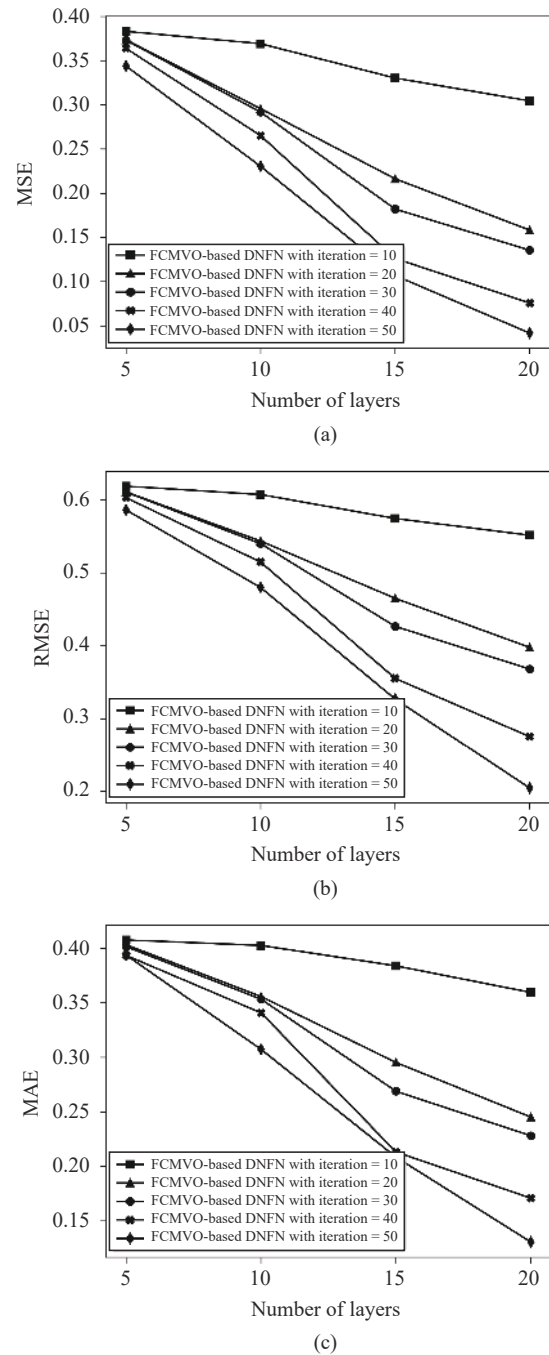 0.40
0.35
0.30
0.25
0.20
0.15
0.10
0.05
MSE
FCMVO-based DNFN with iteration = 10
FCMVO-based DNFN with iteration = 20
FCMVO-based DNFN with iteration = 30
FCMVO-based DNFN with iteration = 40
FCMVO-based DNFN with iteration = 50
5 10 15 20
Number of layers
(a)
0.6
0.5
0.4
0.3
0.2
RMSE
FCMVO-based DNFN with iteration = 10
FCMVO-based DNFN with iteration = 20
FCMVO-based DNFN with iteration = 30
FCMVO-based DNFN with iteration = 40
FCMVO-based DNFN with iteration = 50
5 10 15 20
Number of layers
(b)
0.40
0.35
0.30
0.25
0.20
0.15
MAE
FCMVO-based DNFN with iteration = 10
FCMVO-based DNFN with iteration = 20
FCMVO-based DNFN with iteration = 30
FCMVO-based DNFN with iteration = 40
FCMVO-based DNFN with iteration = 50
5 10 15 20
Number of layers
(c)